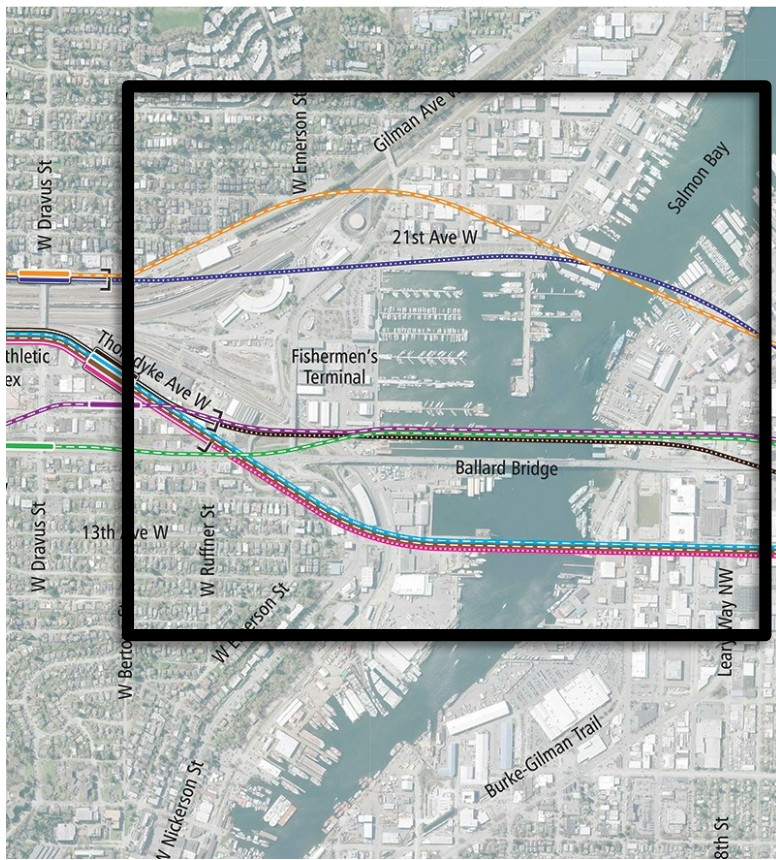 W Emerson St
Gilman Ave W
Salmon Bay
W Dravus St
21st Ave W
Thorndyke Ave W
thletic
ex
Fishermen's
Terminal
Ballard Bridge
W Dravus St
13th Ave W
W Ruffner St
W Emerson St
Leary Way NW
Burke-Gilman Trail
W Nickerson St
8th St